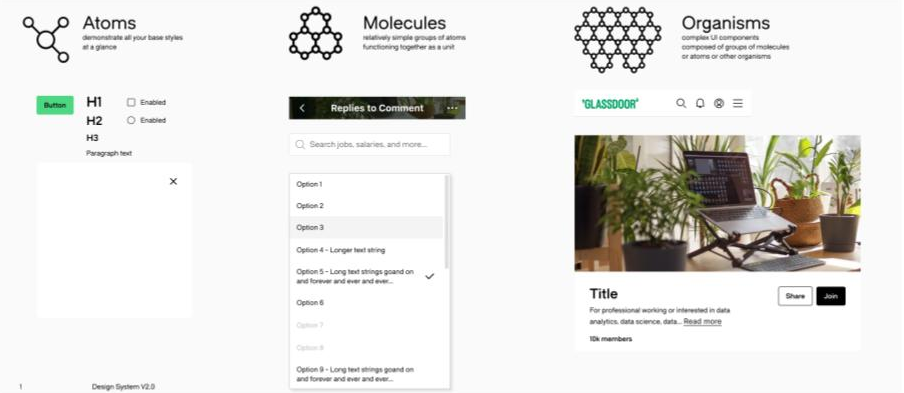 Atoms
demonstrate all your base styles
at a glance
Button
H1
H2
H3
Paragraph text
Enabled
Enabled
Molecules
relatively simple groups of atoms
functioning together as a unit
Replies to Comment
Search jobs, salaries, and more...
Option 1
Option 2
Option 3
Option 4 - Longer text string
Option 5 - Long text strings goand on
and forever and ever and ever...
Option 6
Option 7
Option 8
Option 9 - Long text strings goand on
and forever and ever and ever...
Organisms
complex UI components
composed of groups of molecules
or atoms or other organisms
"GLASSDOOR"
Title
For professional working or interested in data
analytics, data science, data... Read more
10k members
Share
Join
1
Design System V2.0